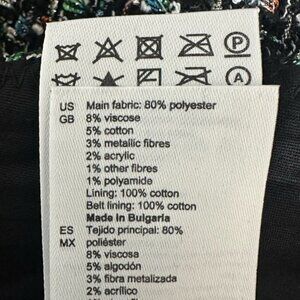 P
A
US Main fabric: 80% polyester
GB 8% viscose
5% cotton
3% metallic fibres
2% acrylic
1% other fibres
1% polyamide
Lining: 100% cotton
Belt lining: 100% cotton
Made in Bulgaria
ES Tejido principal: 80%
MX poliéster
8% viscosa
5% algodón
3% fibra metalizada
2% acrílico